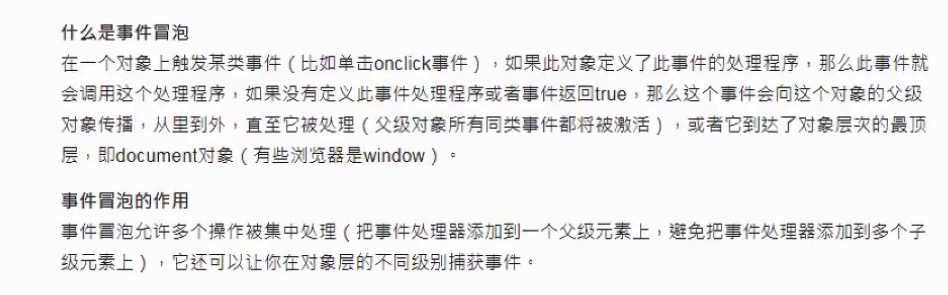 什么是事件冒泡
在一个对象上触发某类事件（比如单击onclick事件），如果此对象定义了此事件的处理程序，那么此事件就
会调用这个处理程序，如果没有定义此事件处理程序或者事件返回true，那么这个事件会向这个对象的父级
对象传播，从里到外，直至它被处理（父级对象所有同类事件都将被激活），或者它到达了对象层次的最顶
层，即document对象（有些浏览器是window）。
事件冒泡的作用
事件冒泡允许多个操作被集中处理（把事件处理器添加到一个父级元素上，避免把事件处理器添加到多个子
级元素上），它还可以让你在对象层的不同级别捕获事件。